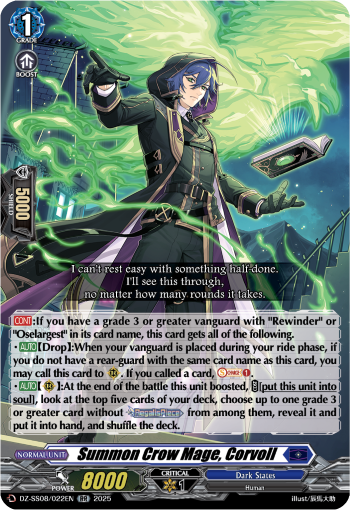 1
GRADE
BOOST
5000
SHIELD
I can't rest easy with something half-done.
I'll see this through,
no matter how many rounds it takes.
CONT:If you have a grade 3 or greater vanguard with "Rewinder" or
"Oselargest" in its card name, this card gets all of the following.
・AUTO[Drop]:When your vanguard is placed during your ride phase, if
you do not have a rear-guard with the same card name as this card, you
may call this card to RC. If you called a card, SOUL 1.
・AUTO:At the end of the battle this unit boosted, [put this unit into
soul], look at the top five cards of your deck, choose up to one grade 3
or greater card without RegalisPiece from among them, reveal it and
put it into hand, and shuffle the deck.
NORMAL UNIT
Summon Crow Mage, Corvoll
POWER 8000
CRITICAL
1
Dark States
Human
DZ-SS08/022EN RR 2025
illust/辰馬大助